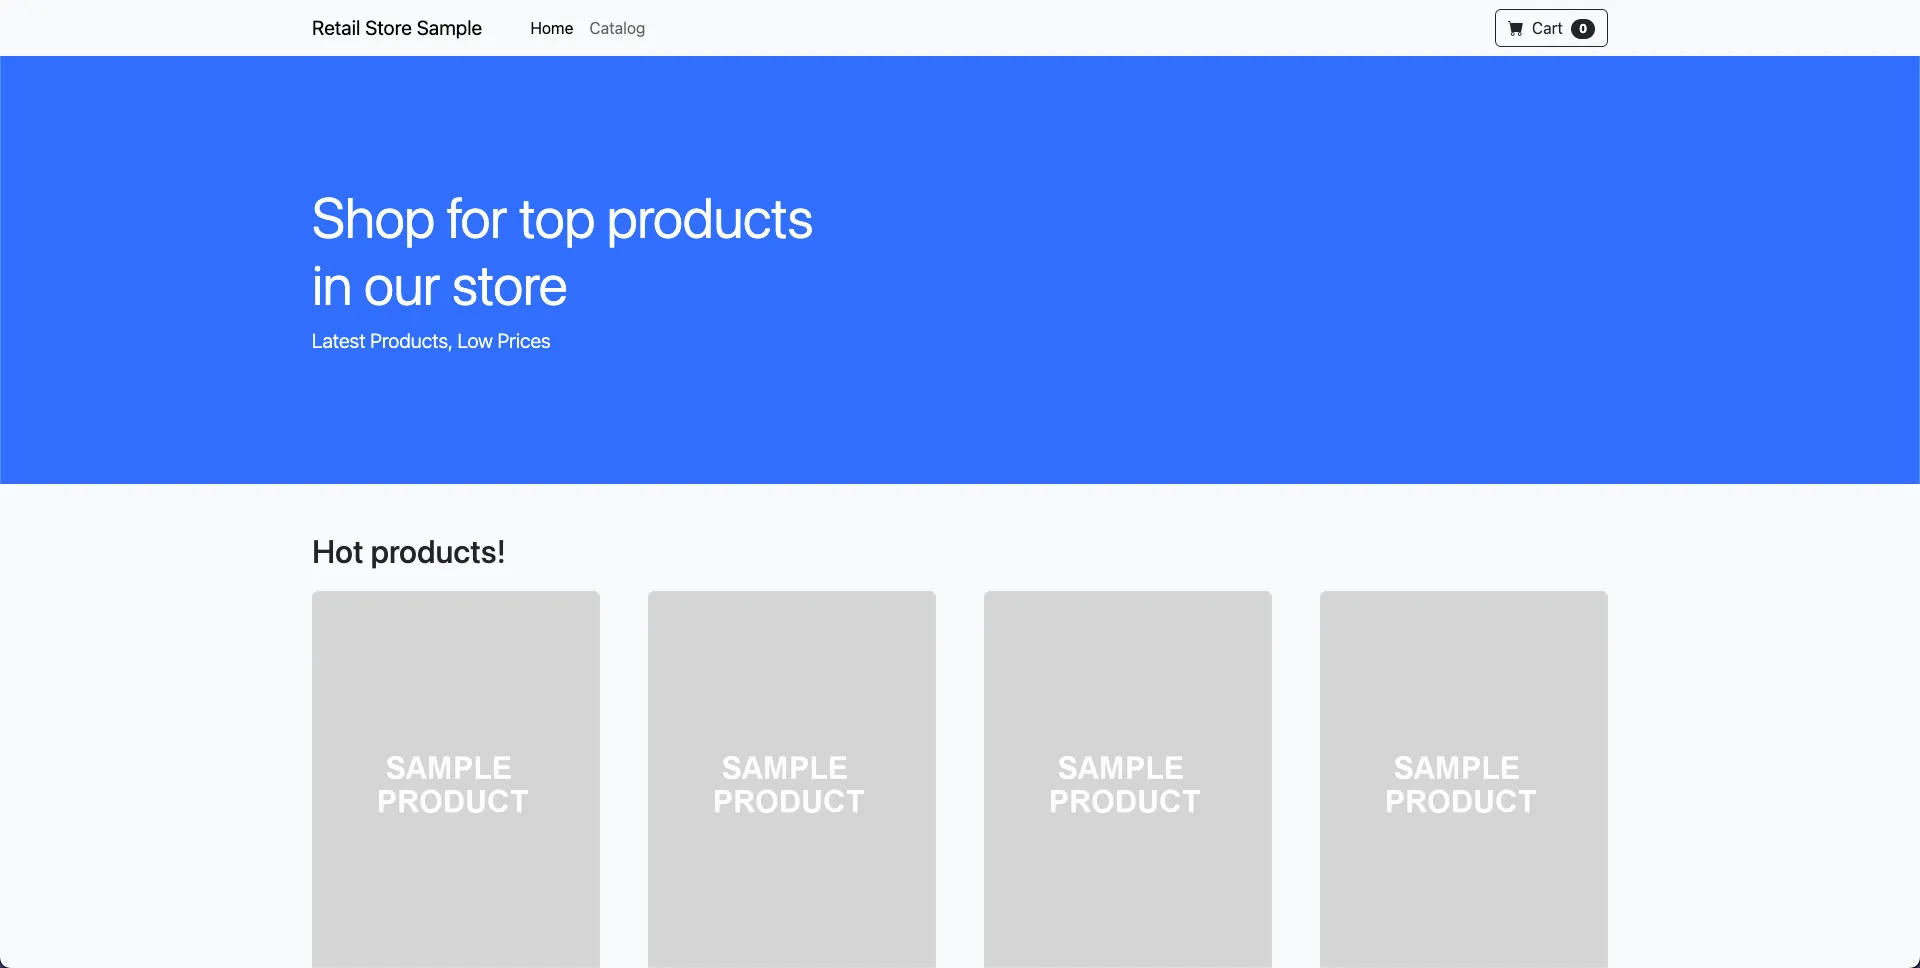 Retail Store Sample Home Catalog Cart 0
Shop for top products
in our store
Latest Products, Low Prices
Hot products!
SAMPLE
PRODUCT
SAMPLE
PRODUCT
SAMPLE
PRODUCT
SAMPLE
PRODUCT